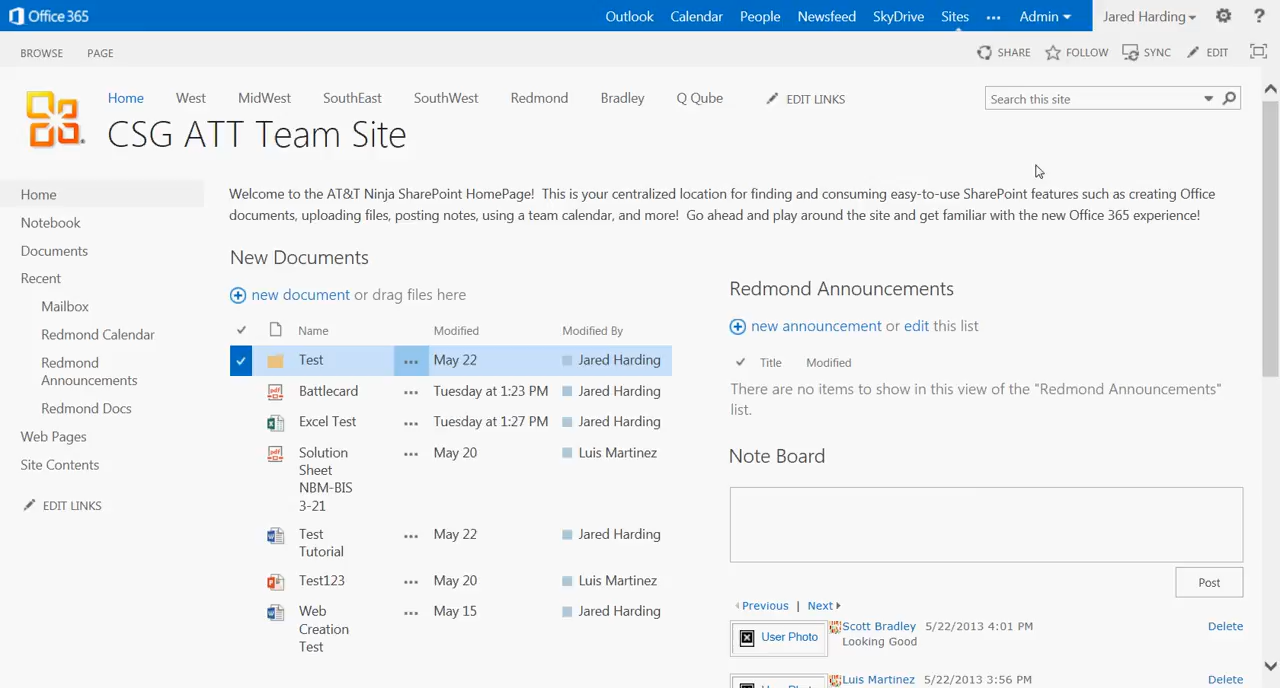 Office 365
Outlook Calendar People Newsfeed SkyDrive Sites ••• Admin Jared Harding ?
BROWSE PAGE SHARE FOLLOW SYNC EDIT
Home West MidWest SouthEast SouthWest Redmond Bradley Q Qube EDIT LINKS
Search this site
CSG ATT Team Site
Home
Notebook
Documents
Recent
Mailbox
Redmond Calendar
Redmond
Announcements
Redmond Docs
Web Pages
Site Contents
EDIT LINKS
Welcome to the AT&T Ninja SharePoint HomePage! This is your centralized location for finding and consuming easy-to-use SharePoint features such as creating Office
documents, uploading files, posting notes, using a team calendar, and more! Go ahead and play around the site and get familiar with the new Office 365 experience!
New Documents
new document or drag files here
Name Modified Modified By
Test ••• May 22 Jared Harding
Battlecard ••• Tuesday at 1:23 PM Jared Harding
Excel Test ••• Tuesday at 1:27 PM Jared Harding
Solution ••• May 20 Luis Martinez
Sheet
NBM-BIS
3-21
Test ••• May 22 Jared Harding
Tutorial
Test123 ••• May 20 Luis Martinez
Web ••• May 15 Jared Harding
Creation
Test
Redmond Announcements
new announcement or edit this list
Title Modified
There are no items to show in this view of the "Redmond Announcements"
list.
Note Board
Post
Previous | Next
User Photo Scott Bradley 5/22/2013 4:01 PM Delete
Looking Good
User Photo Luis Martinez 5/22/2013 3:56 PM Delete